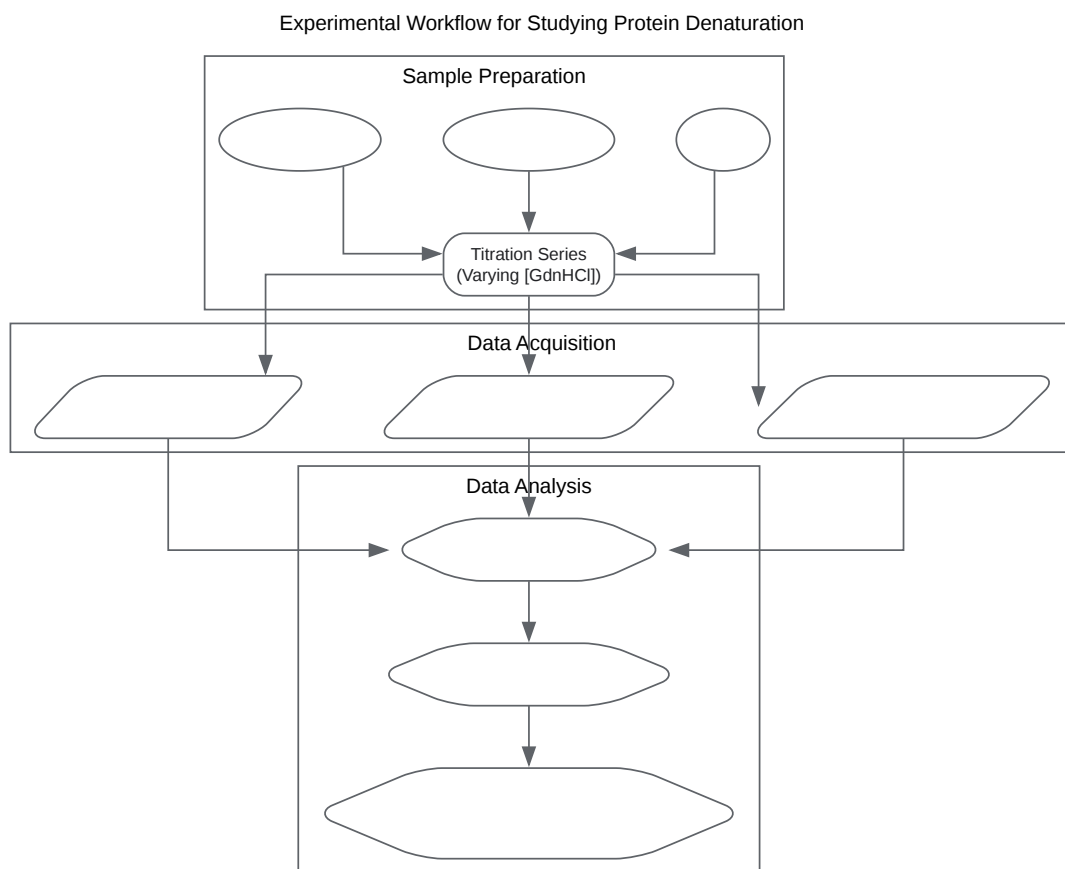 Experimental Workflow for Studying Protein Denaturation
Sample Preparation
Titration Series
(Varying [GdnHCl])
Data Acquisition
Data Analysis